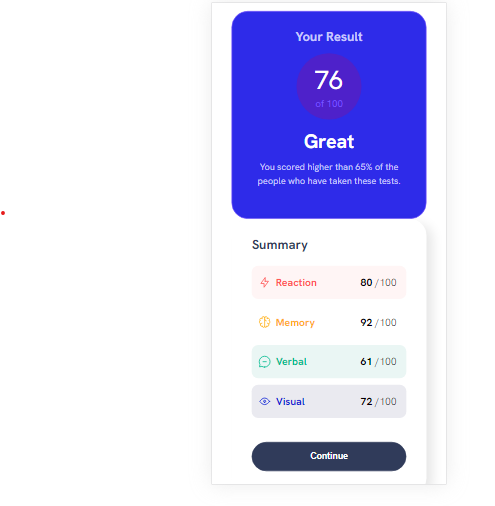 Your Result
76
of 100
Great
You scored higher than 65% of the
people who have taken these tests.
Summary
Reaction 80 /100
Memory 92 /100
Verbal 61 /100
Visual 72 /100
Continue